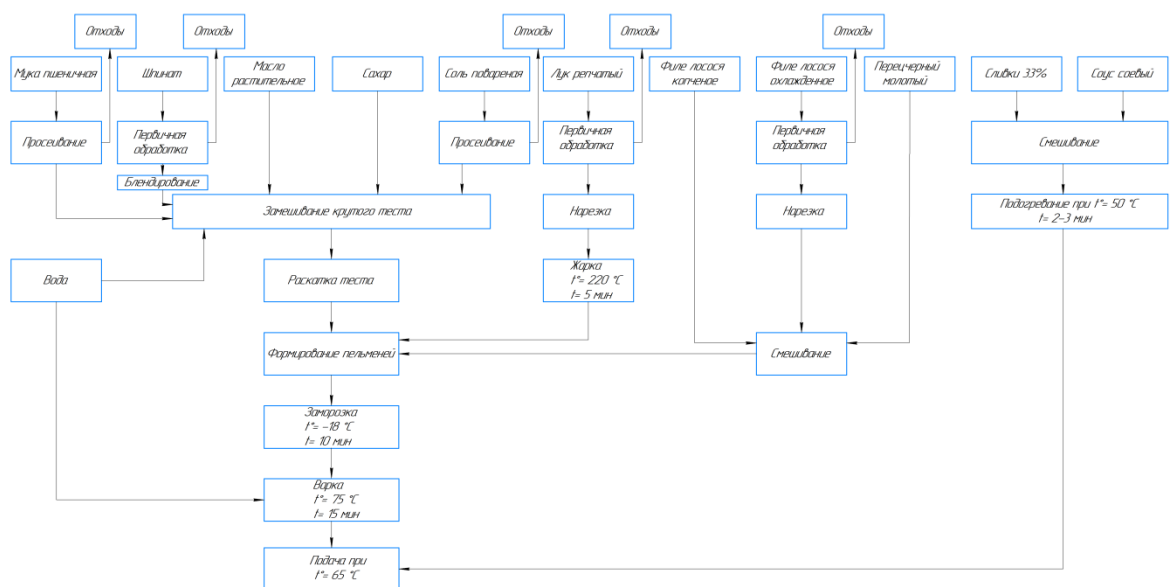 Отходы
Отходы
Отходы
Отходы
Отходы
Мука пшеничная
Шпинат
Масло
растительное
Сахар
Соль повареная
Лук репчатый
Филе лосося
копченое
Филе лосося
охлажденное
Перец черный
молотый
Сливки 33%
Соус соевый
Просеивание
Первичная
обработка
Просеивание
Первичная
обработка
Первичная
обработка
Смешивание
Блендирование
Замешивание крутого теста
Нарезка
Нарезка
Подогревание при t°= 50 °C
t= 2-3 мин
Вода
Раскатка теста
Жарка
t°= 220 °C
t= 5 мин
Формирование пельменей
Смешивание
Заморозка
t°= -18 °C
t= 10 мин
Варка
t°= 75 °C
t= 15 мин
Подача при
t°= 65 °C